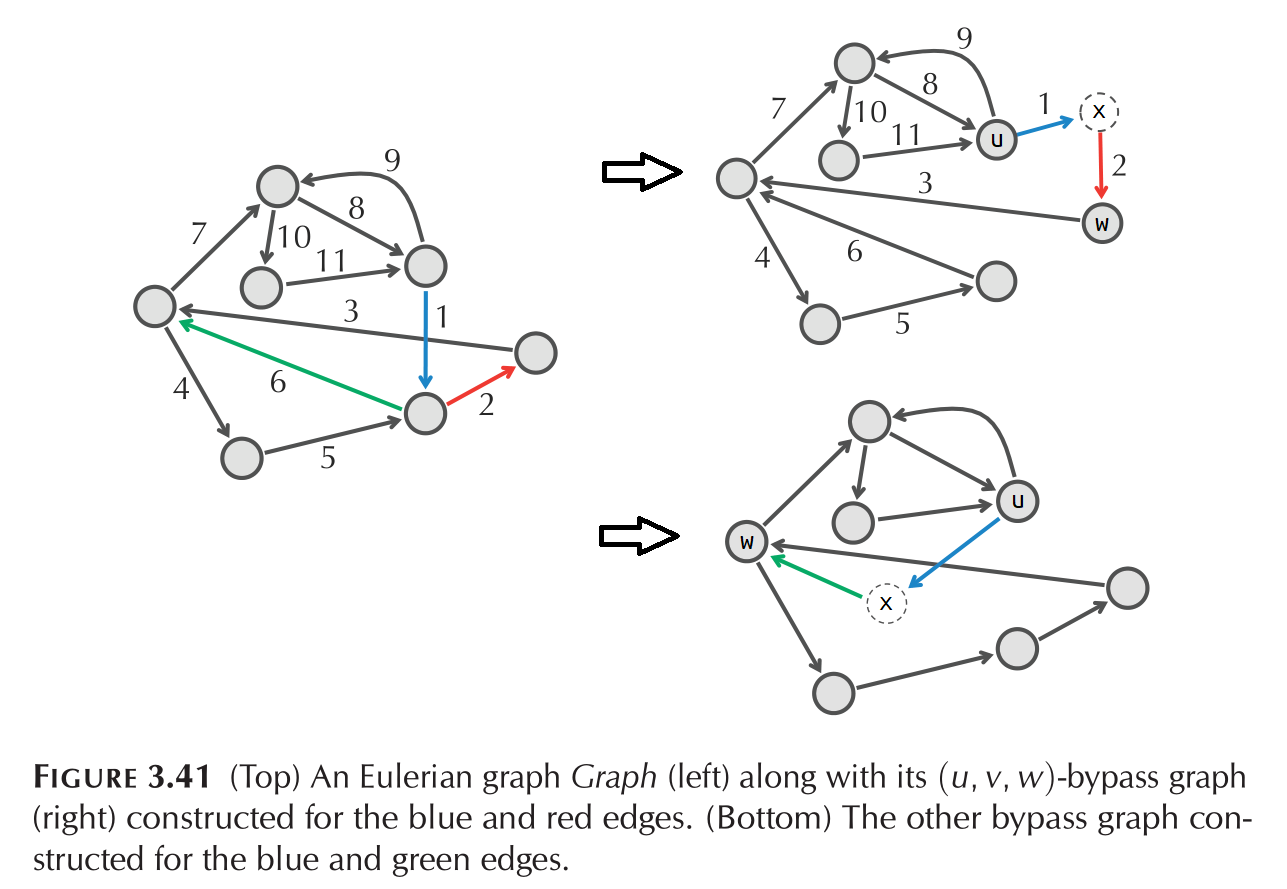 9
8
7
10
11
1
3
6
2
4
5
9
8
1
x
7
10
11
u
2
3
w
6
4
5
u
w
x
FIGURE 3.41 (Top) An Eulerian graph Graph (left) along with its (u, v, w)-bypass graph
(right) constructed for the blue and red edges. (Bottom) The other bypass graph con-
structed for the blue and green edges.